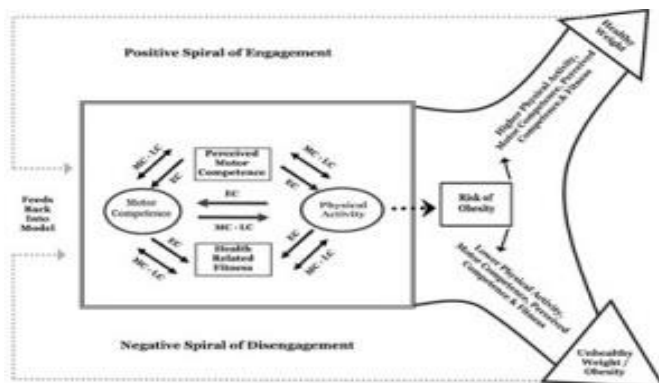 Positive Spiral of Engagement
Healthy
Weight
Higher Physical Activity,
Motor Competence, Perceived
Competence & Fitness
MC - LC
EC
Perceived
Motor
Competence
MC - LC
EC
Feeds
Back
Into
Model
Motor
Competence
EC
MC - LC
Physical
Activity
Risk of
Obesity
EC
MC - LC
Health
Related
Fitness
EC
MC - LC
Lower Physical Activity,
Motor Competence, Perceived
Competence & Fitness
Negative Spiral of Disengagement
Unhealthy
Weight /
Obesity